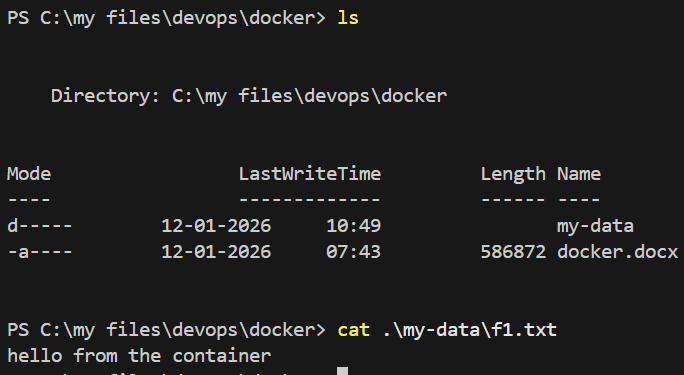 PS C:\my files\devops\docker> ls
Directory: C:\my files\devops\docker
Mode                 LastWriteTime         Length Name
----                 -------------         ------ ----
d-----        12-01-2026     10:49                my-data
-a----        12-01-2026     07:43         586872 docker.docx
PS C:\my files\devops\docker> cat .\my-data\f1.txt
hello from the container